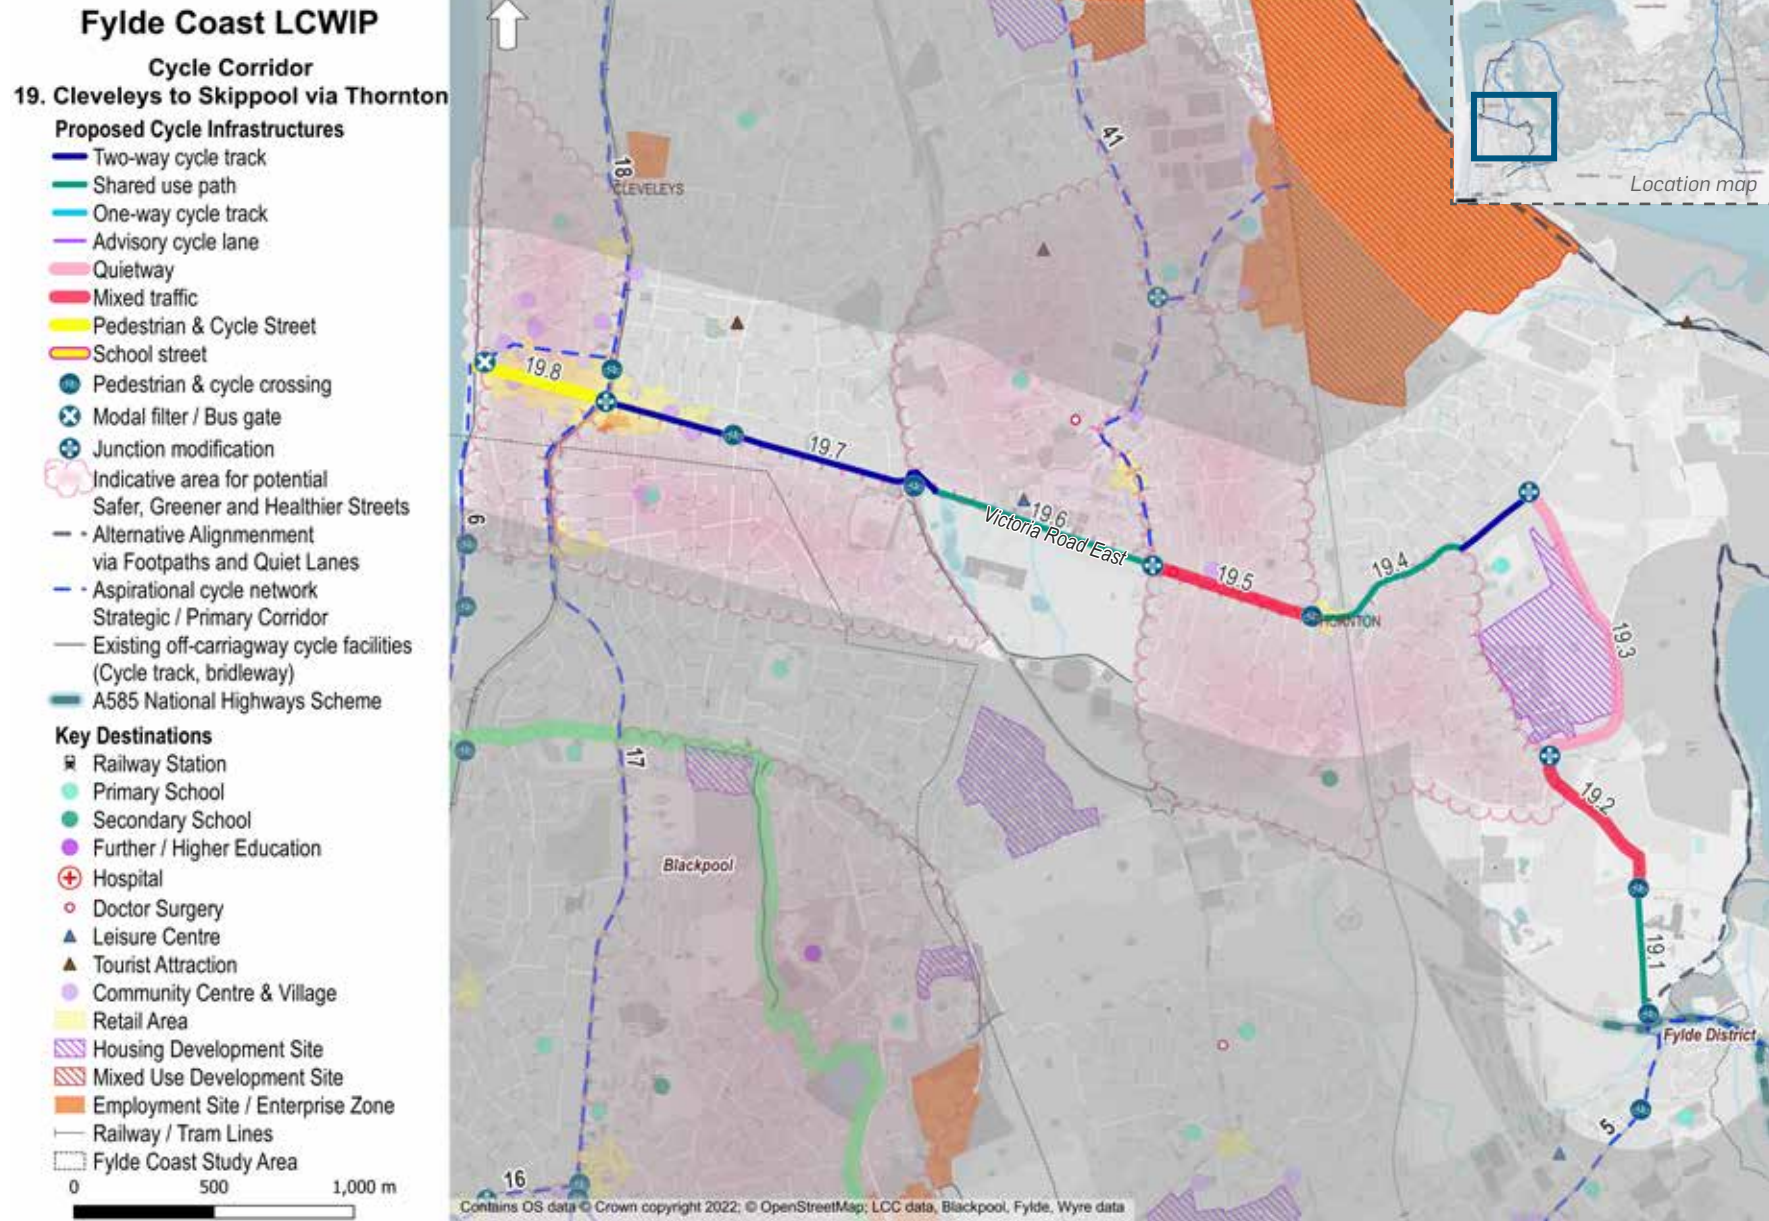 Fylde Coast LCWIP
Cycle Corridor
19. Cleveleys to Skippool via Thornton
Proposed Cycle Infrastructures
Two-way cycle track
Shared use path
One-way cycle track
Advisory cycle lane
Quietway
Mixed traffic
Pedestrian & Cycle Street
School street
Pedestrian & cycle crossing
Modal filter / Bus gate
Junction modification
Indicative area for potential
Safer, Greener and Healthier Streets
Alternative Alignmenment
via Footpaths and Quiet Lanes
Aspirational cycle network
Strategic / Primary Corridor
Existing off-carriagway cycle facilities
(Cycle track, bridleway)
A585 National Highways Scheme
Key Destinations
Railway Station
Primary School
Secondary School
Further / Higher Education
Hospital
Doctor Surgery
Leisure Centre
Tourist Attraction
Community Centre & Village
Retail Area
Housing Development Site
Mixed Use Development Site
Employment Site / Enterprise Zone
Railway / Tram Lines
Fylde Coast Study Area
0 500 1,000 m
Location map
41
18
CLEVELEYS
19.8
19.7
19.6
Victoria Road East
19.5
THORNTON
19.4
19.3
19.2
19.1
6
17
Blackpool
Fylde District
5
16
Contains OS data © Crown copyright 2022; © OpenStreetMap; LCC data, Blackpool, Fylde, Wyre data